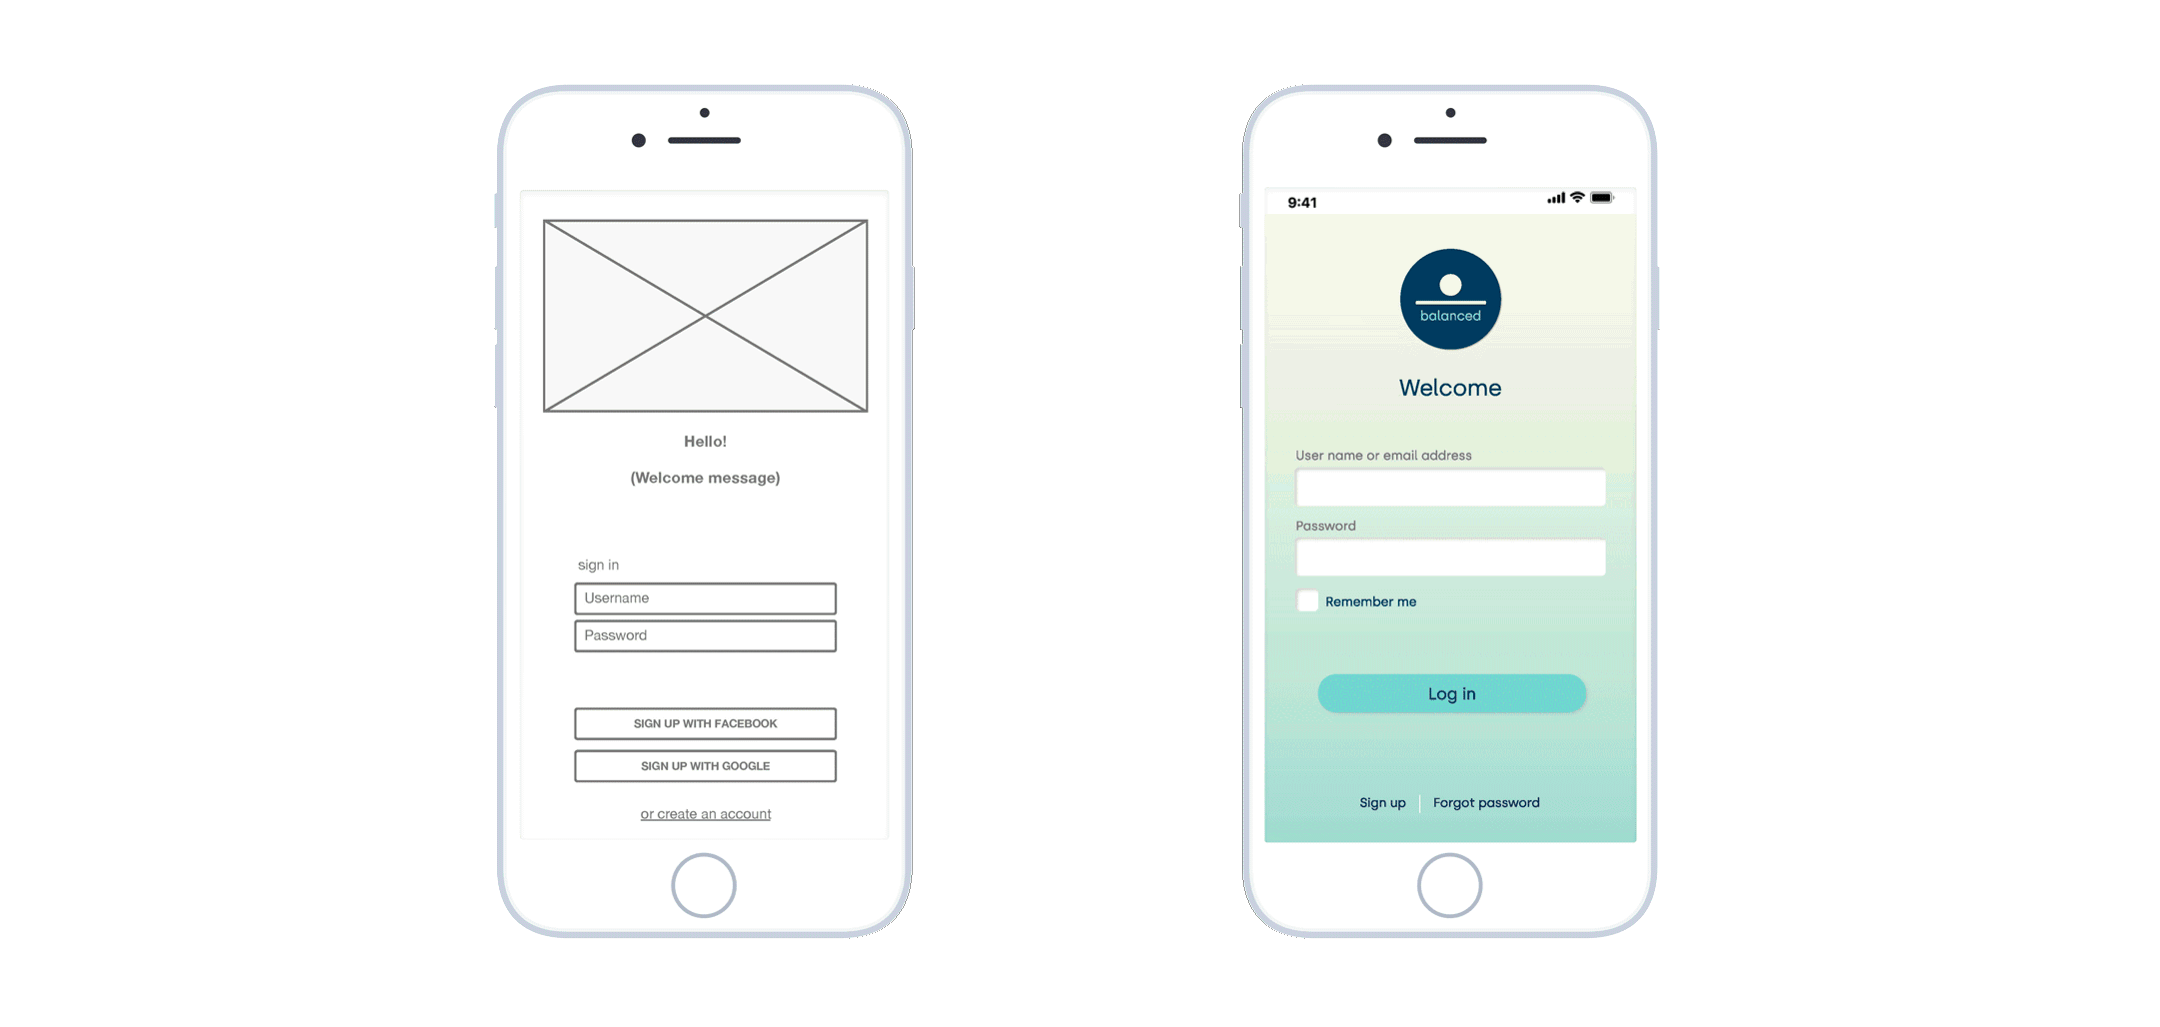 Hello!
(Welcome message)
sign in
Username
Password
SIGN UP WITH FACEBOOK
SIGN UP WITH GOOGLE
or create an account
9:41
balanced
Welcome
User name or email address
Password
Remember me
Log in
Sign up | Forgot password